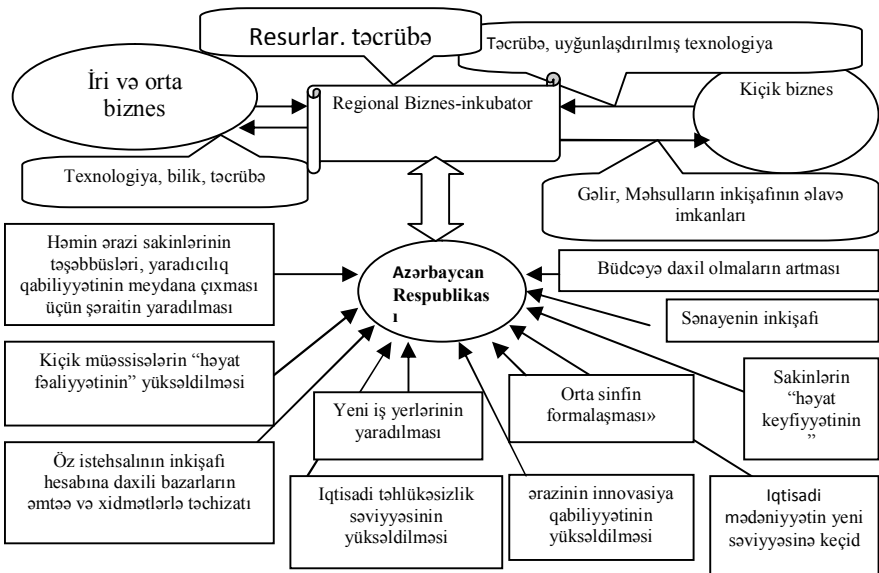 Resurlar. təcrübə
Təcrübə, uyğunlaşdırılmış texnologiya
İri və orta
biznes
Regional Biznes-inkubator
Kiçik biznes
Texnologiya, bilik, təcrübə
Gəlir, Məhsulların inkişafının əlavə
imkanları
Həmin ərazi sakinlərinin
təşəbbüsləri, yaradıcılıq
qabiliyyətinin meydana çıxması
üçün şəraitin yaradılması
Azərbaycan
Respublikas
ı
Büdcəyə daxil olmaların artması
Sənayenin inkişafı
Kiçik müəssisələrin “həyat
fəaliyyətinin” yüksəldilməsi
Yeni iş yerlərinin
yaradılması
Orta sinfin
formalaşması»
Sakinlərin
“həyat
keyfiyyətinin
”
Öz istehsalının inkişafı
hesabına daxili bazarların
əmtəə və xidmətlərlə təchizatı
Iqtisadi təhlükəsizlik
səviyyəsinin
yüksəldilməsi
ərazinin innovasiya
qabiliyyətinin
yüksəldilməsi
Iqtisadi
mədəniyyətin yeni
səviyyəsinə keçid